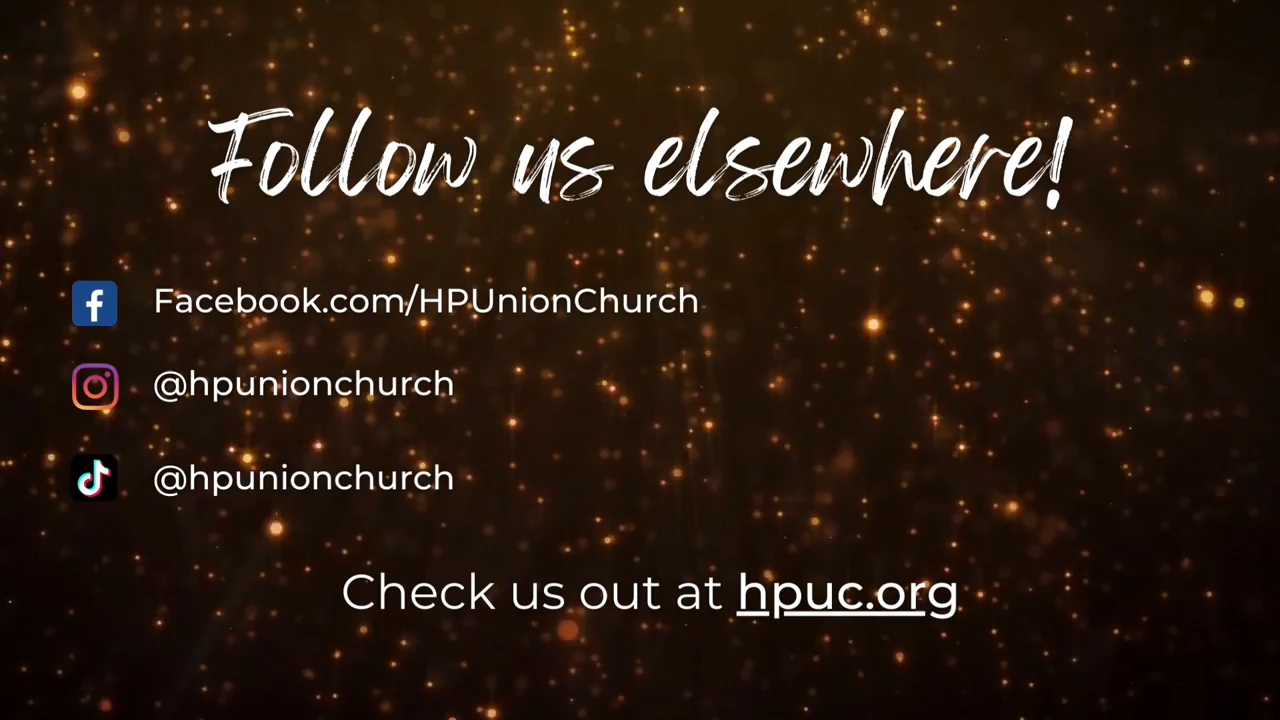 Follow us elsewhere!
Facebook.com/HPUnionChurch
@hpunionchurch
@hpunionchurch
Check us out at hpuc.org